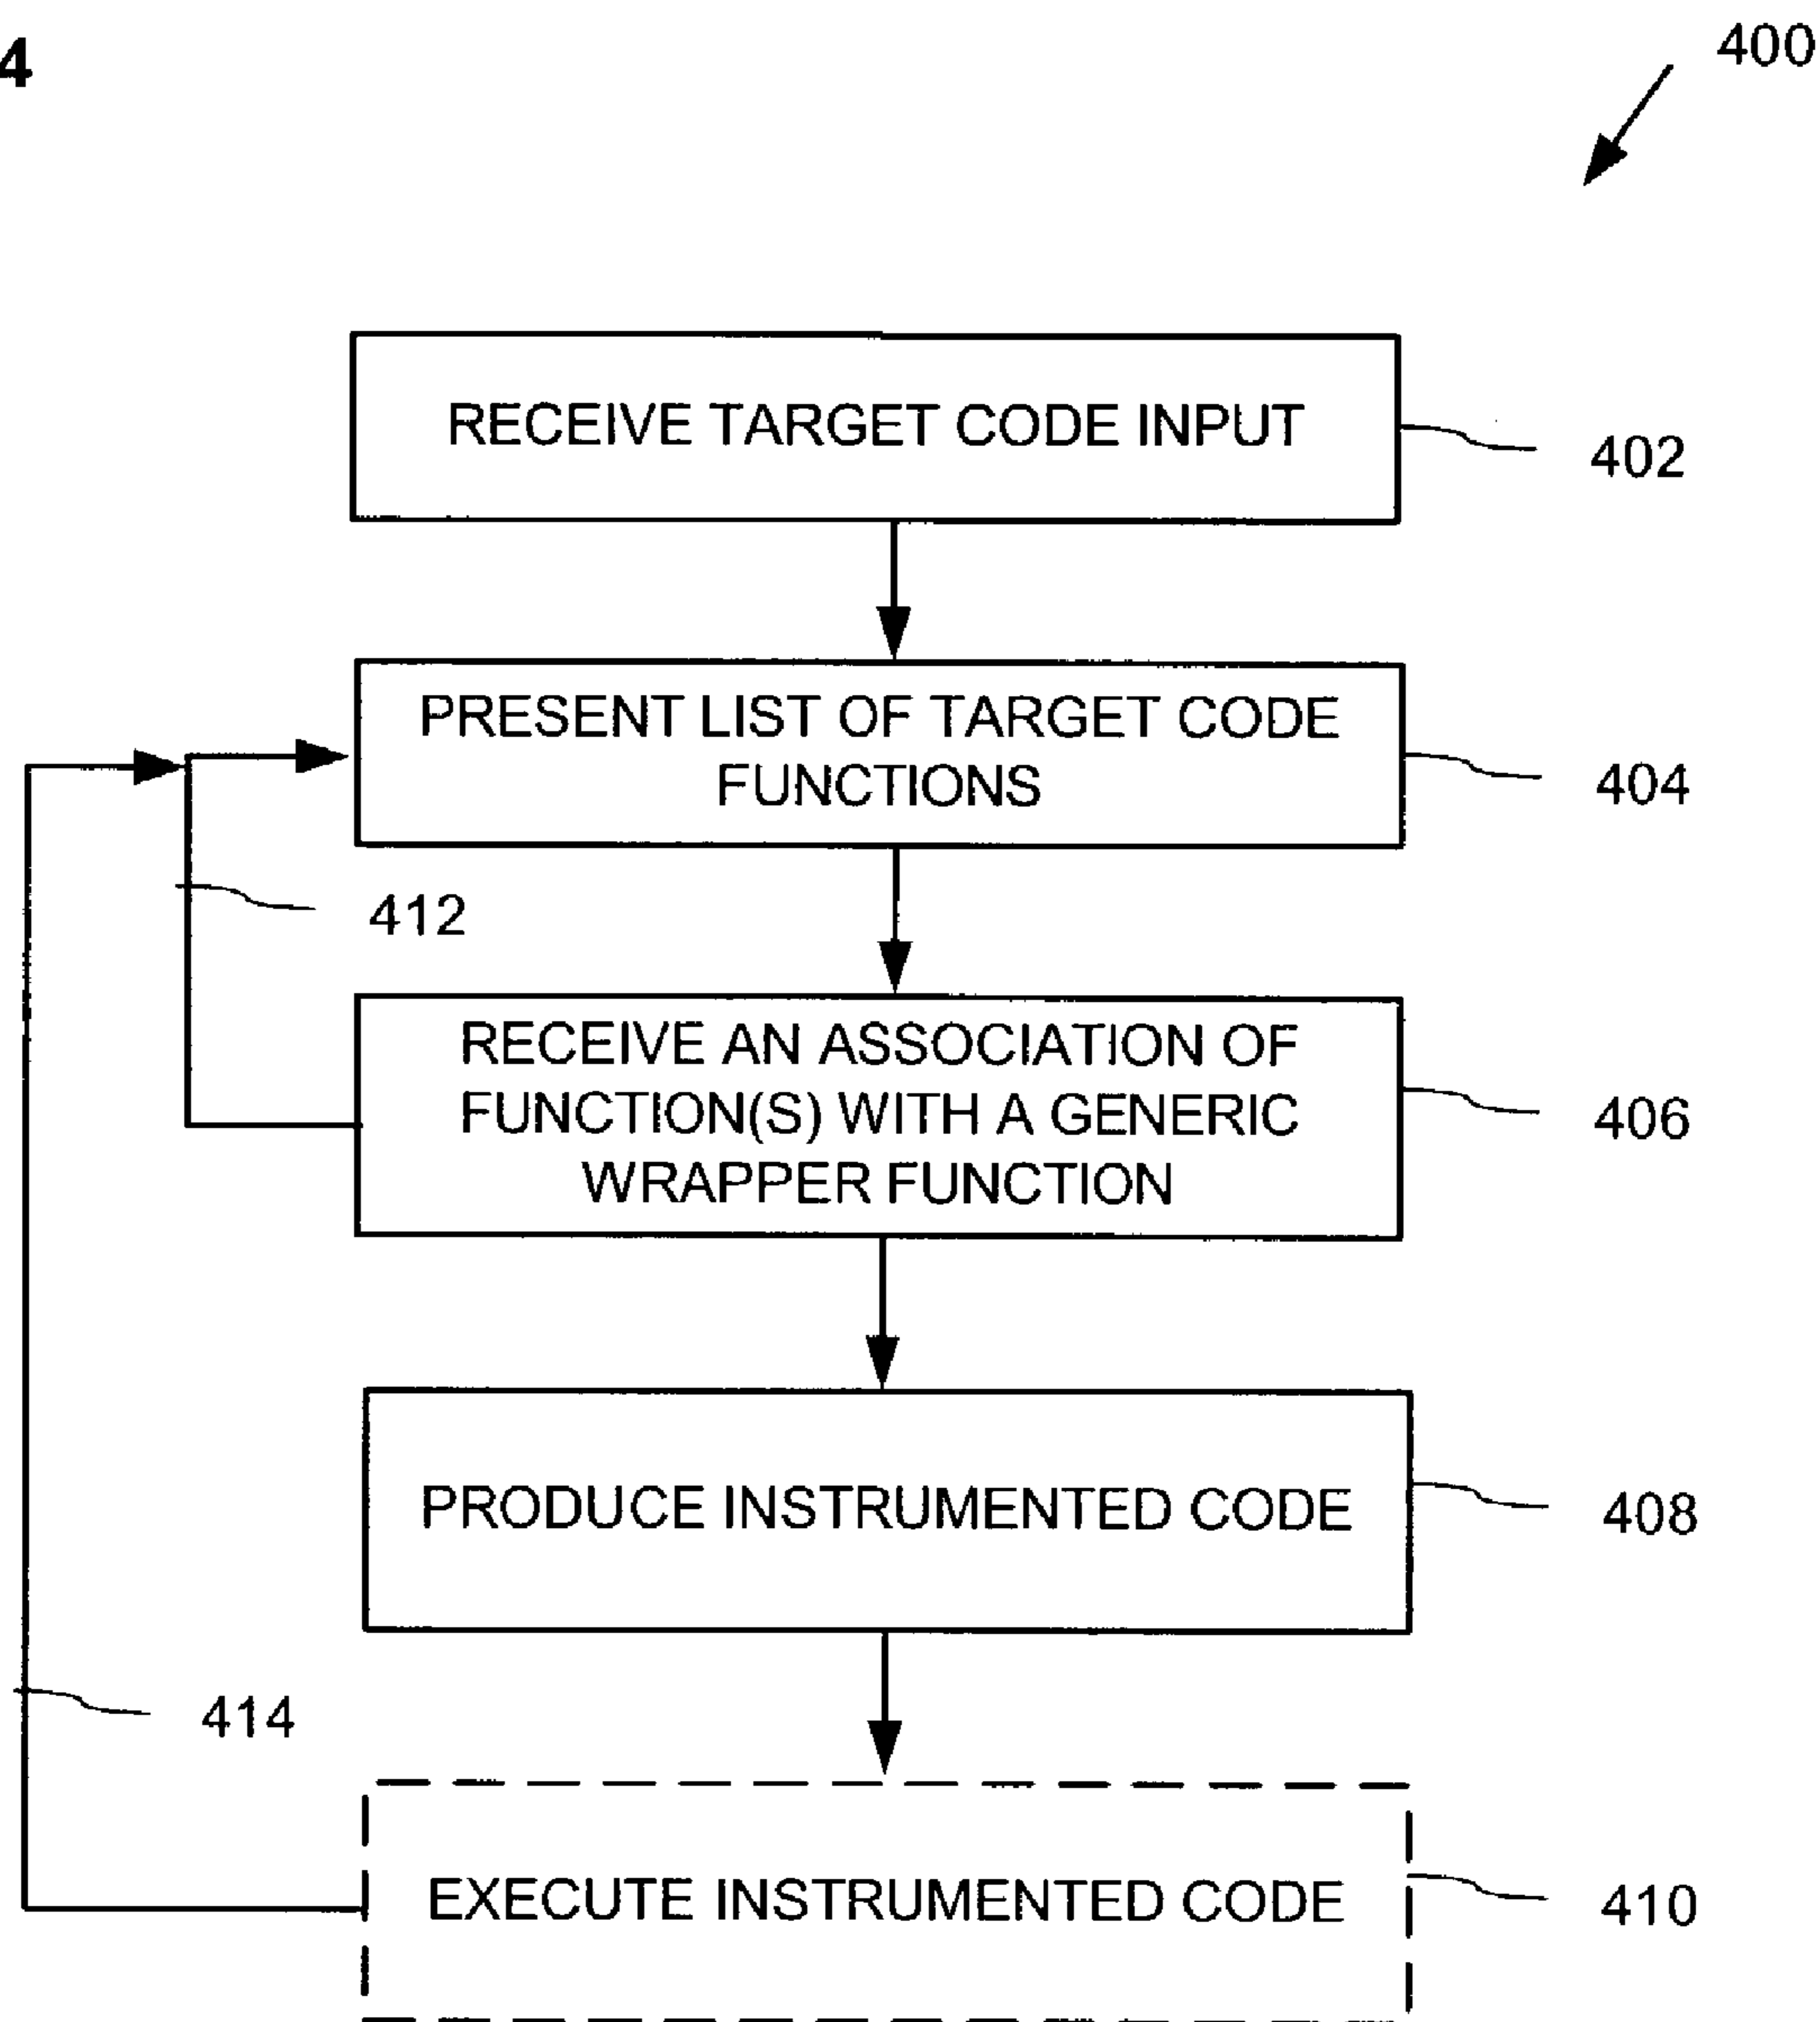 4
400
RECEIVE TARGET CODE INPUT
402
PRESENT LIST OF TARGET CODE
FUNCTIONS
404
412
RECEIVE AN ASSOCIATION OF
FUNCTION(S) WITH A GENERIC
WRAPPER FUNCTION
406
PRODUCE INSTRUMENTED CODE
408
414
EXECUTE INSTRUMENTED CODE
410